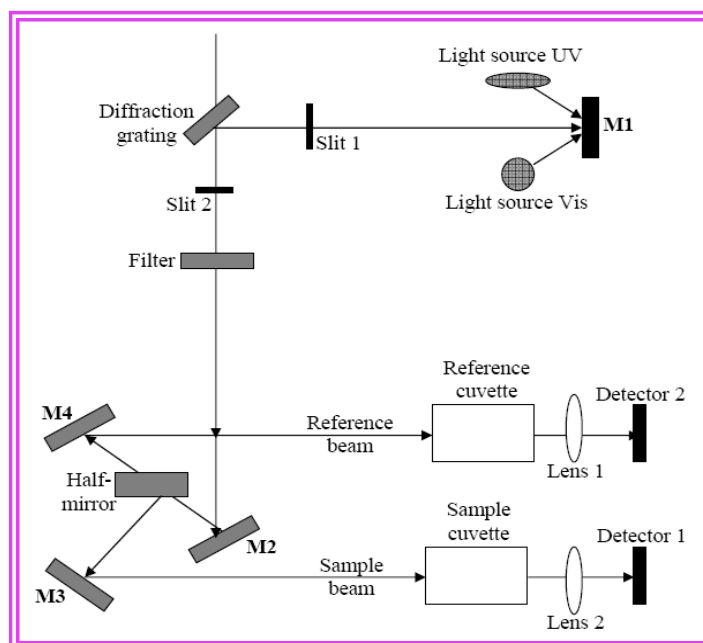 Light source UV
Diffraction
grating
M1
Slit 1
Slit 2
Light source Vis
Filter
Reference
cuvette
M4
Detector 2
Reference
beam
Lens 1
Half-
mirror
Sample
cuvette
M2
Detector 1
Sample
beam
M3
Lens 2